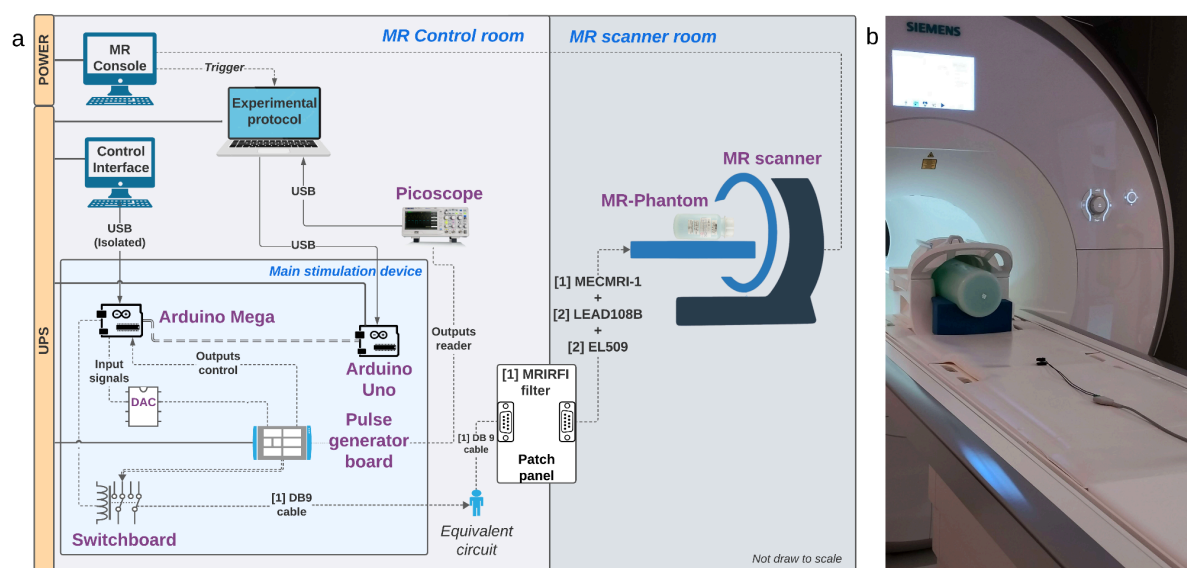 a
MR Control room
MR scanner room
b
POWER
MR
Console
Trigger
Experimental
protocol
SIEMENS
UPS
Control
Interface
USB
(Isolated)
USB
Picoscope
MR scanner
MR-Phantom
USB
Main stimulation device
[1] MECMRI-1
+
[2] LEAD108B
+
[2] EL509
Arduino Mega
Arduino
Uno
Outputs
reader
Input
signals
Outputs
control
DAC
[1] MRIRFI
filter
Pulse
generator
board
[1] DB 9
cable
Patch
panel
[1] DB9
cable
Switchboard
Equivalent
circuit
Not draw to scale